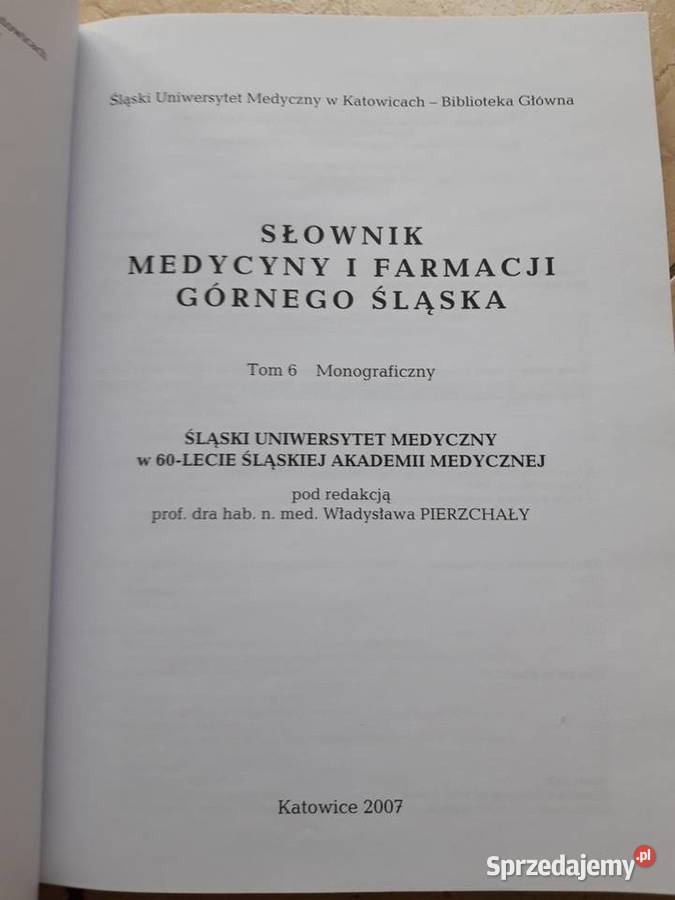 Śląski Uniwersytet Medyczny w Katowicach – Biblioteka Główna
SŁOWNIK
MEDYCYNY I FARMACJI
GÓRNEGO ŚLĄSKA
Tom 6 Monograficzny
ŚLĄSKI UNIWERSYTET MEDYCZNY
w 60-LECIE ŚLĄSKIEJ AKADEMII MEDYCZNEJ
pod redakcją
prof. dra hab. n. med. Władysława PIERZCHAŁY
Katowice 2007
Sprzedajemy.pl